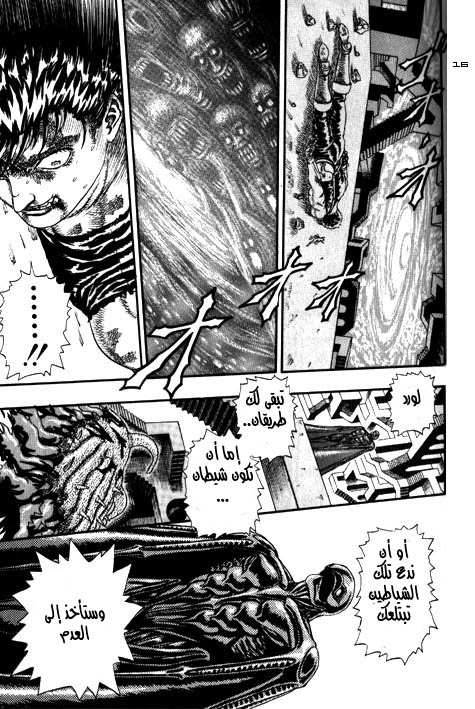 16
......!!
لورد
تبقى لك
طريقان..
إما أن
تكون شيطان
...
أو أن
ندع تلك
الشياطين
تبتلعك
وستأخذ إلى
العدم